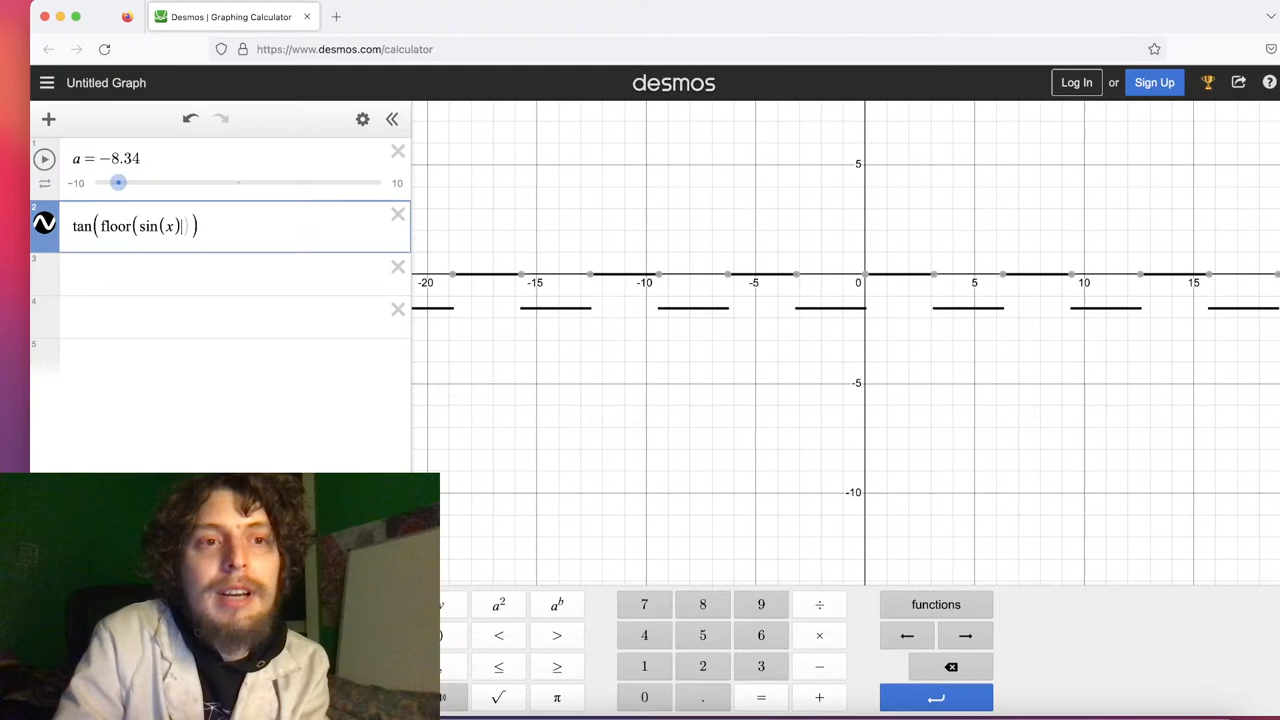 Desmos | Graphing Calculator
https://www.desmos.com/calculator
Untitled Graph
desmos
Log In or Sign Up
1
a = −8.34
-10 10
2
tan(floor(sin(x)))
3
4
5
5
-20 -15 -10 -5 0 5 10 15
-5
-10
a² aᵇ 7 8 9 ÷ functions
< > 4 5 6 × ← →
≤ ≥ 1 2 3 −
√ π 0 . = +